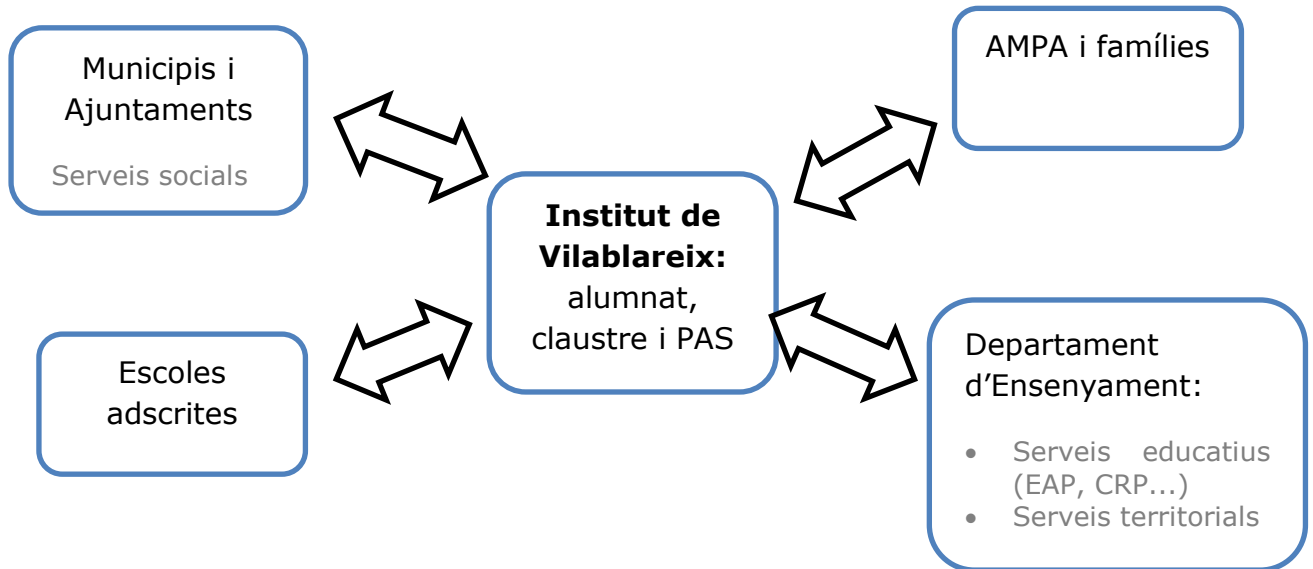 Municipis i
Ajuntaments
Serveis socials
AMPA i famílies
Institut de
Vilablareix:
alumnat,
claustre i PAS
Escoles
adscrites
Departament
d’Ensenyament:
• Serveis educatius
(EAP, CRP...)
• Serveis territorials